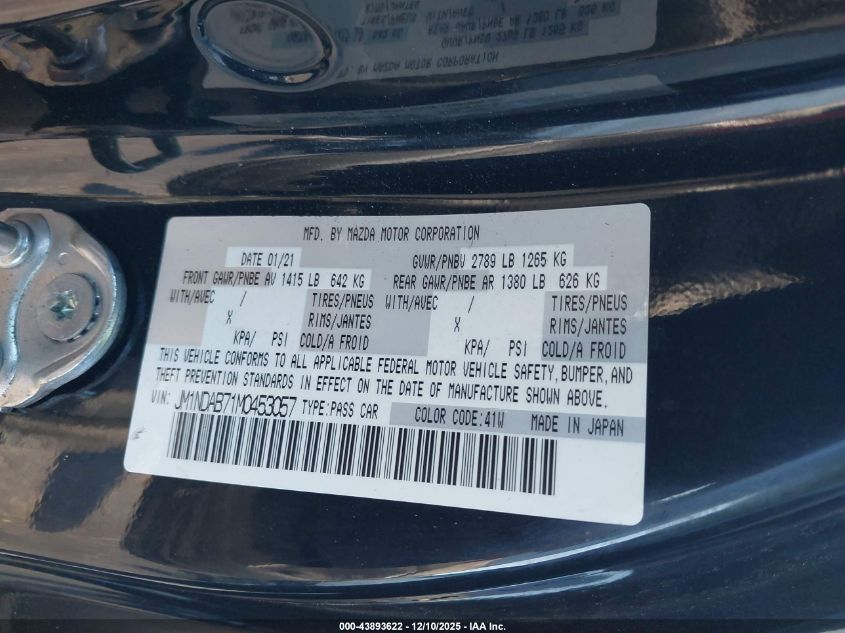 MFD. BY MAZDA MOTOR CORPORATION
DATE 01/21 GVWR/PNBV 2789 LB 1265 KG
FRONT GAWR/PNBE AV 1415 LB 642 KG REAR GAWR/PNBE AR 1380 LB 626 KG
WITH/AVEC / TIRES/PNEUS WITH/AVEC / TIRES/PNEUS
X RIMS/JANTES X RIMS/JANTES
KPA/ PSI COLD/A FROID KPA/ PSI COLD/A FROID
THIS VEHICLE CONFORMS TO ALL APPLICABLE FEDERAL MOTOR VEHICLE SAFETY, BUMPER, AND
THEFT PREVENTION STANDARDS IN EFFECT ON THE DATE OF MANUFACTURE SHOWN ABOVE.
VIN: JM1NDAB71M0453057 TYPE:PASS CAR COLOR CODE:41W MADE IN JAPAN
000-43893622 - 12/10/2025 - IAA Inc.